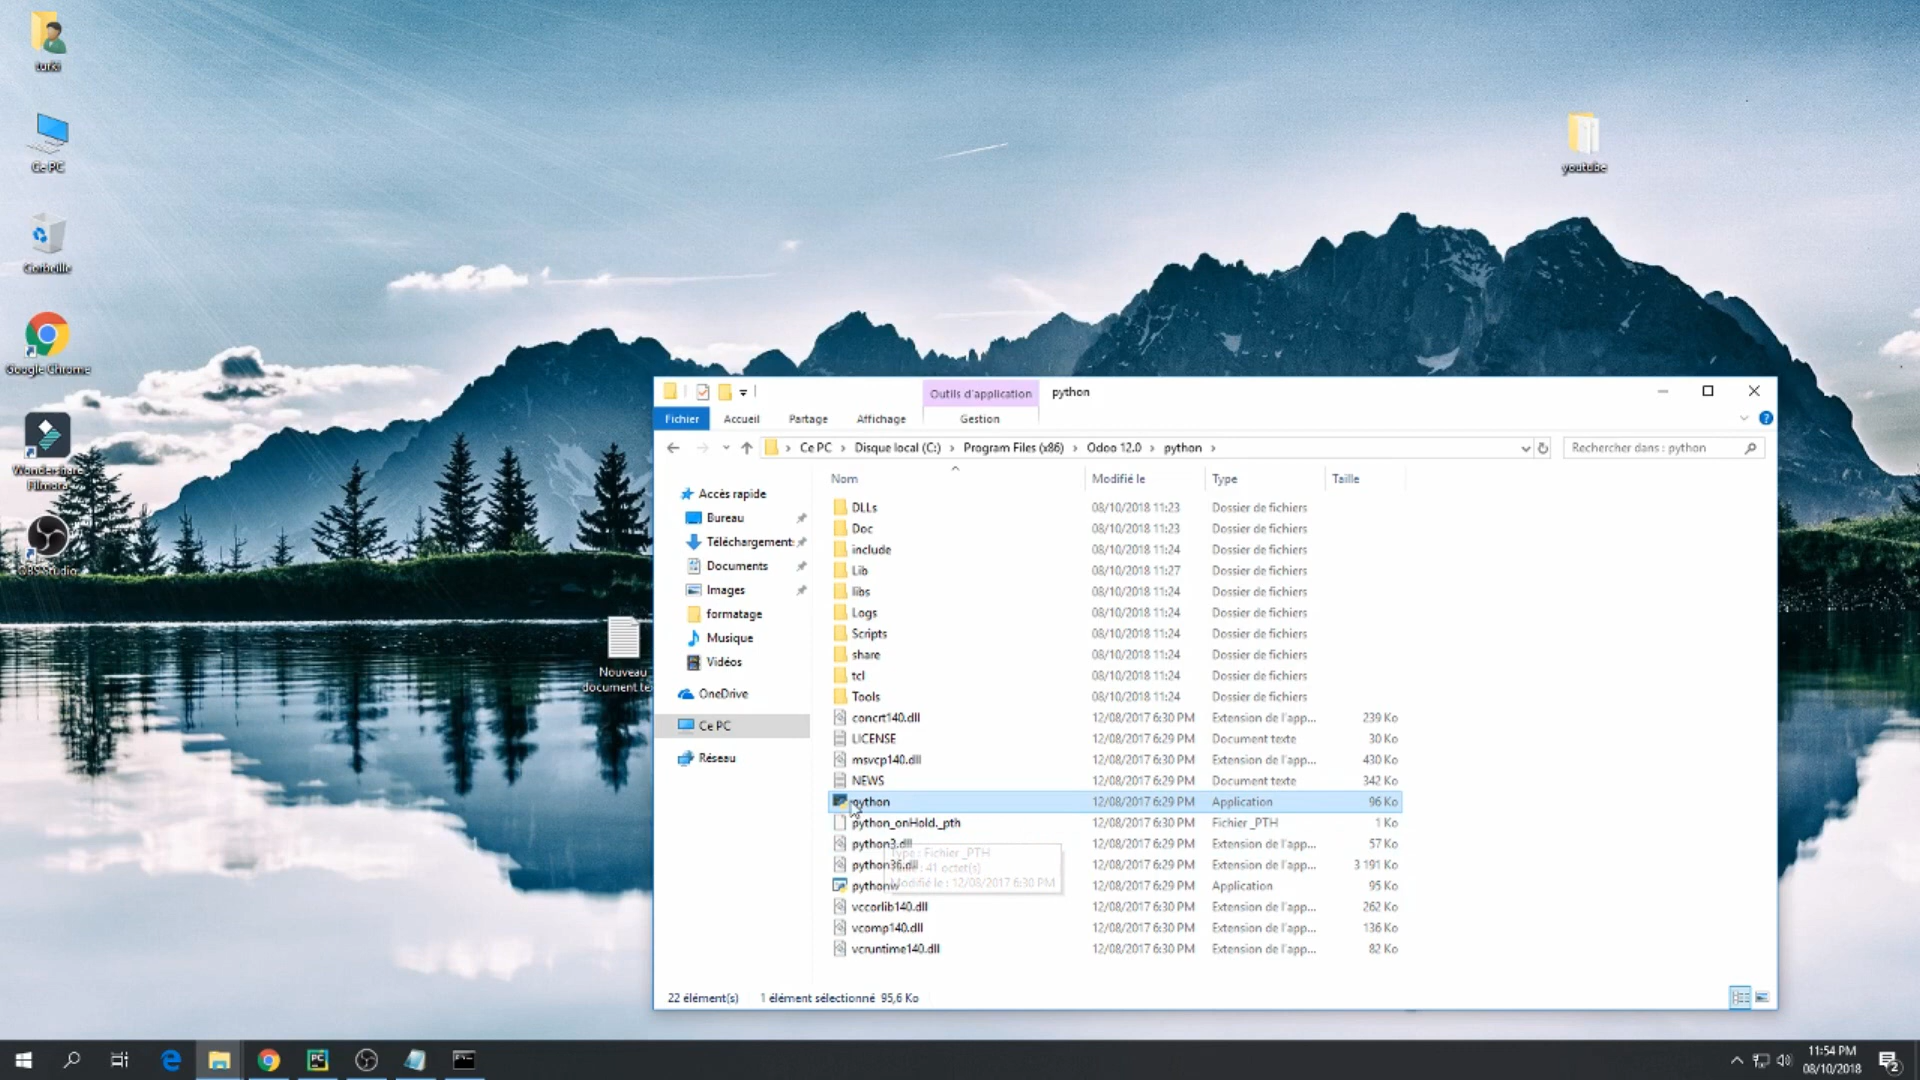 turki
Ce PC
Corbeille
Google Chrome
Wondershare
Filmora
OBS Studio
youtube
Nouveau
document te
Outils d'application
python
Fichier
Accueil
Partage
Affichage
Gestion
Ce PC > Disque local (C:) > Program Files (x86) > Odoo 12.0 > python >
Rechercher dans : python
Accès rapide
Bureau
Téléchargement
Documents
Images
formatage
Musique
Vidéos
OneDrive
Ce PC
Réseau
Nom Modifié le Type Taille
DLLs 08/10/2018 11:23 Dossier de fichiers
Doc 08/10/2018 11:23 Dossier de fichiers
include 08/10/2018 11:24 Dossier de fichiers
Lib 08/10/2018 11:27 Dossier de fichiers
libs 08/10/2018 11:24 Dossier de fichiers
Logs 08/10/2018 11:24 Dossier de fichiers
Scripts 08/10/2018 11:24 Dossier de fichiers
share 08/10/2018 11:24 Dossier de fichiers
tcl 08/10/2018 11:24 Dossier de fichiers
Tools 08/10/2018 11:24 Dossier de fichiers
concrt140.dll 12/08/2017 6:30 PM Extension de l'app... 239 Ko
LICENSE 12/08/2017 6:29 PM Document texte 30 Ko
msvcp140.dll 12/08/2017 6:30 PM Extension de l'app... 430 Ko
NEWS 12/08/2017 6:29 PM Document texte 342 Ko
python 12/08/2017 6:29 PM Application 96 Ko
python_onHold._pth 12/08/2017 6:30 PM Fichier _PTH 1 Ko
python3.dll 12/08/2017 6:29 PM Extension de l'app... 57 Ko
python36.dll 12/08/2017 6:29 PM Extension de l'app... 3 191 Ko
pythonw 12/08/2017 6:29 PM Application 95 Ko
vccorlib140.dll 12/08/2017 6:30 PM Extension de l'app... 262 Ko
vcomp140.dll 12/08/2017 6:30 PM Extension de l'app... 136 Ko
vcruntime140.dll 12/08/2017 6:30 PM Extension de l'app... 82 Ko
Type : Fichier _PTH
: 41 octet(s)
Modifié le : 12/08/2017 6:30 PM
22 élément(s) 1 élément sélectionné 95,6 Ko
PC
11:54 PM
08/10/2018
2